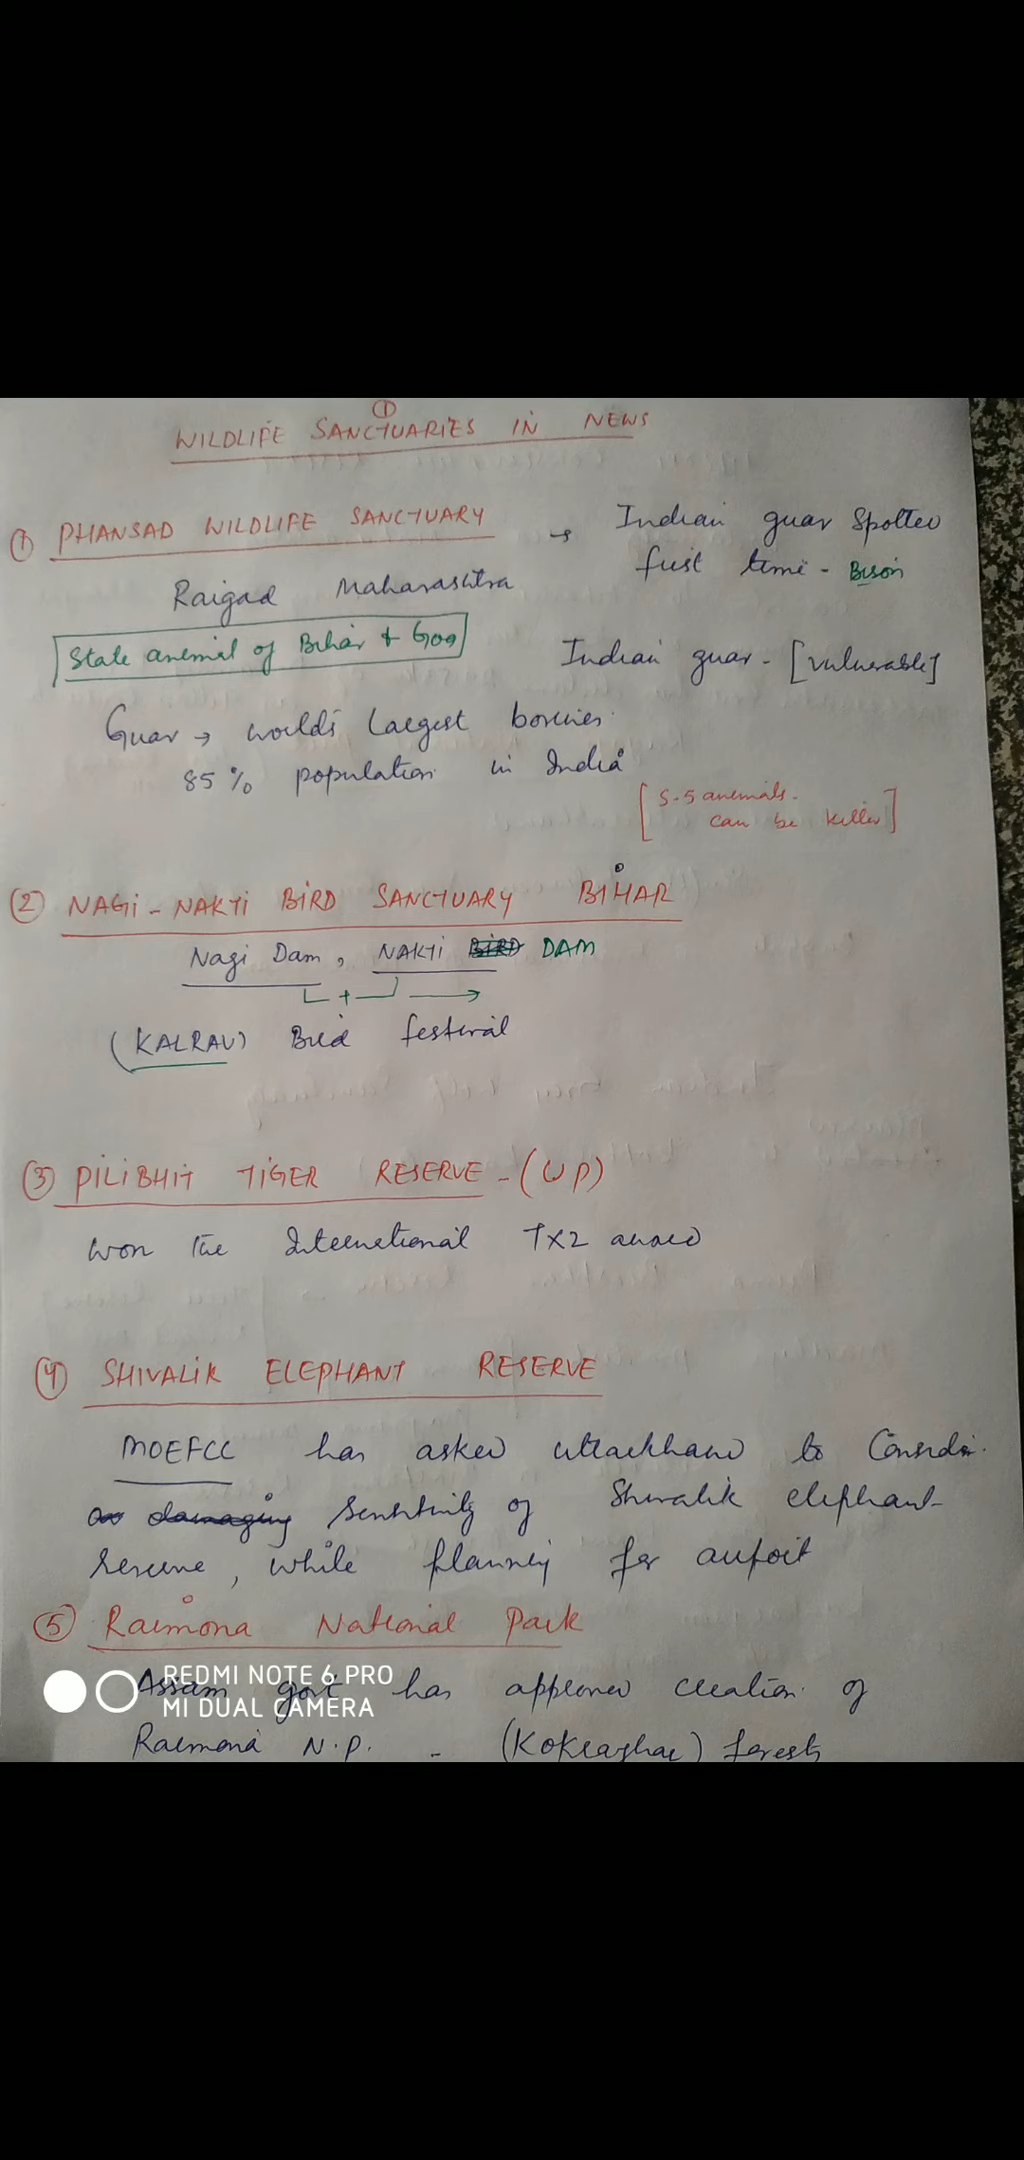 ①
WILDLIFE SANCTUARIES IN NEWS
① PHANSAD WILDLIFE SANCTUARY → Indian guar spotted
first time - Bison
Raigad Maharashtra
State animal of Bihar & Goa
Indian guar - [vulnerable]
Guar → world's largest bovines
85% population in India
[S-5 animals.
can be killed]
② NAGI - NAKTI BIRD SANCTUARY BIHAR
Nagi Dam, NAKTI BIRD DAM
+ →
(KALRAV) Bird festival
③ PILIBHIT TIGER RESERVE - (UP)
won the International TX2 award
④ SHIVALIK ELEPHANT RESERVE
MOEFCC has asked uttarkhand to Consider
damaging sensitivity of Shivalik elephant
reserve, while planning for airport
⑤ Raimona National Park
Assam govt has approved creation of
Raimona N.P. - (Kokrajhar) forests
REDMI NOTE 6 PRO
MI DUAL CAMERA